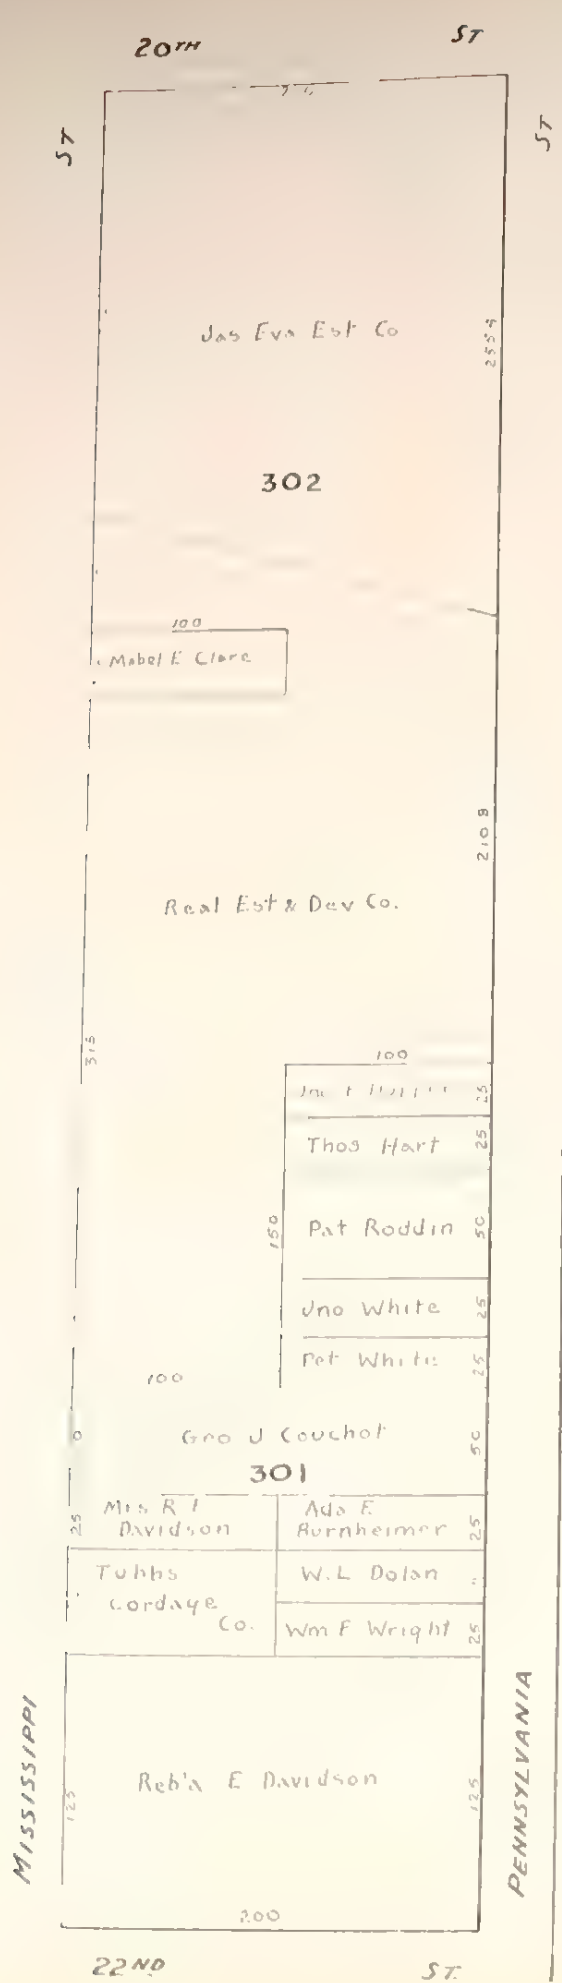 20TH ST
ST
ST
Jas Eva Est Co
302
100
Mabel E Clare
Real Est & Dev Co.
313
100
25
Thos Hart
25
150
Pat Roddin
50
Jno White
25
Pet White
25
100
Geo J Couchot
50
301
Mrs R
Davidson
25
Ada E
Burnheimer
25
Tubbs
Cordage
Co.
W.L Dolan
Wm F Wright
25
MISSISSIPPI
PENNSYLVANIA
Reb'a E Davidson
125
125
200
22ND ST.